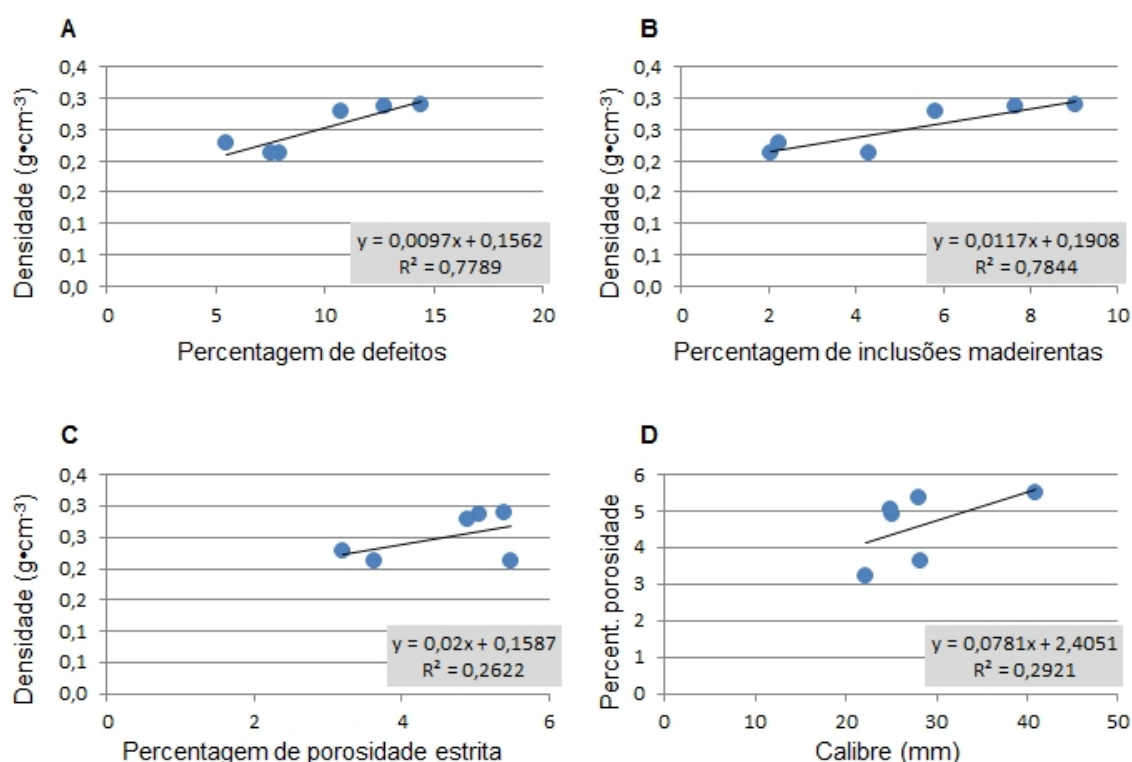 A
Densidade (g•cm-3)
0,4
0,3
0,3
0,2
0,2
0,1
0,1
0,0
y = 0,0097x + 0,1562
R² = 0,7789
0 5 10 15 20
Percentagem de defeitos
B
Densidade (g•cm-3)
0,4
0,3
0,3
0,2
0,2
0,1
0,1
0,0
y = 0,0117x + 0,1908
R² = 0,7844
0 2 4 6 8 10
Percentagem de inclusões madeirentas
C
Densidade (g•cm-3)
0,4
0,3
0,3
0,2
0,2
0,1
0,1
0,0
y = 0,02x + 0,1587
R² = 0,2622
0 2 4 6
Percentagem de porosidade estrita
D
Percent. porosidade
6
5
4
3
2
1
0
y = 0,0781x + 2,4051
R² = 0,2921
0 10 20 30 40 50
Calibre (mm)